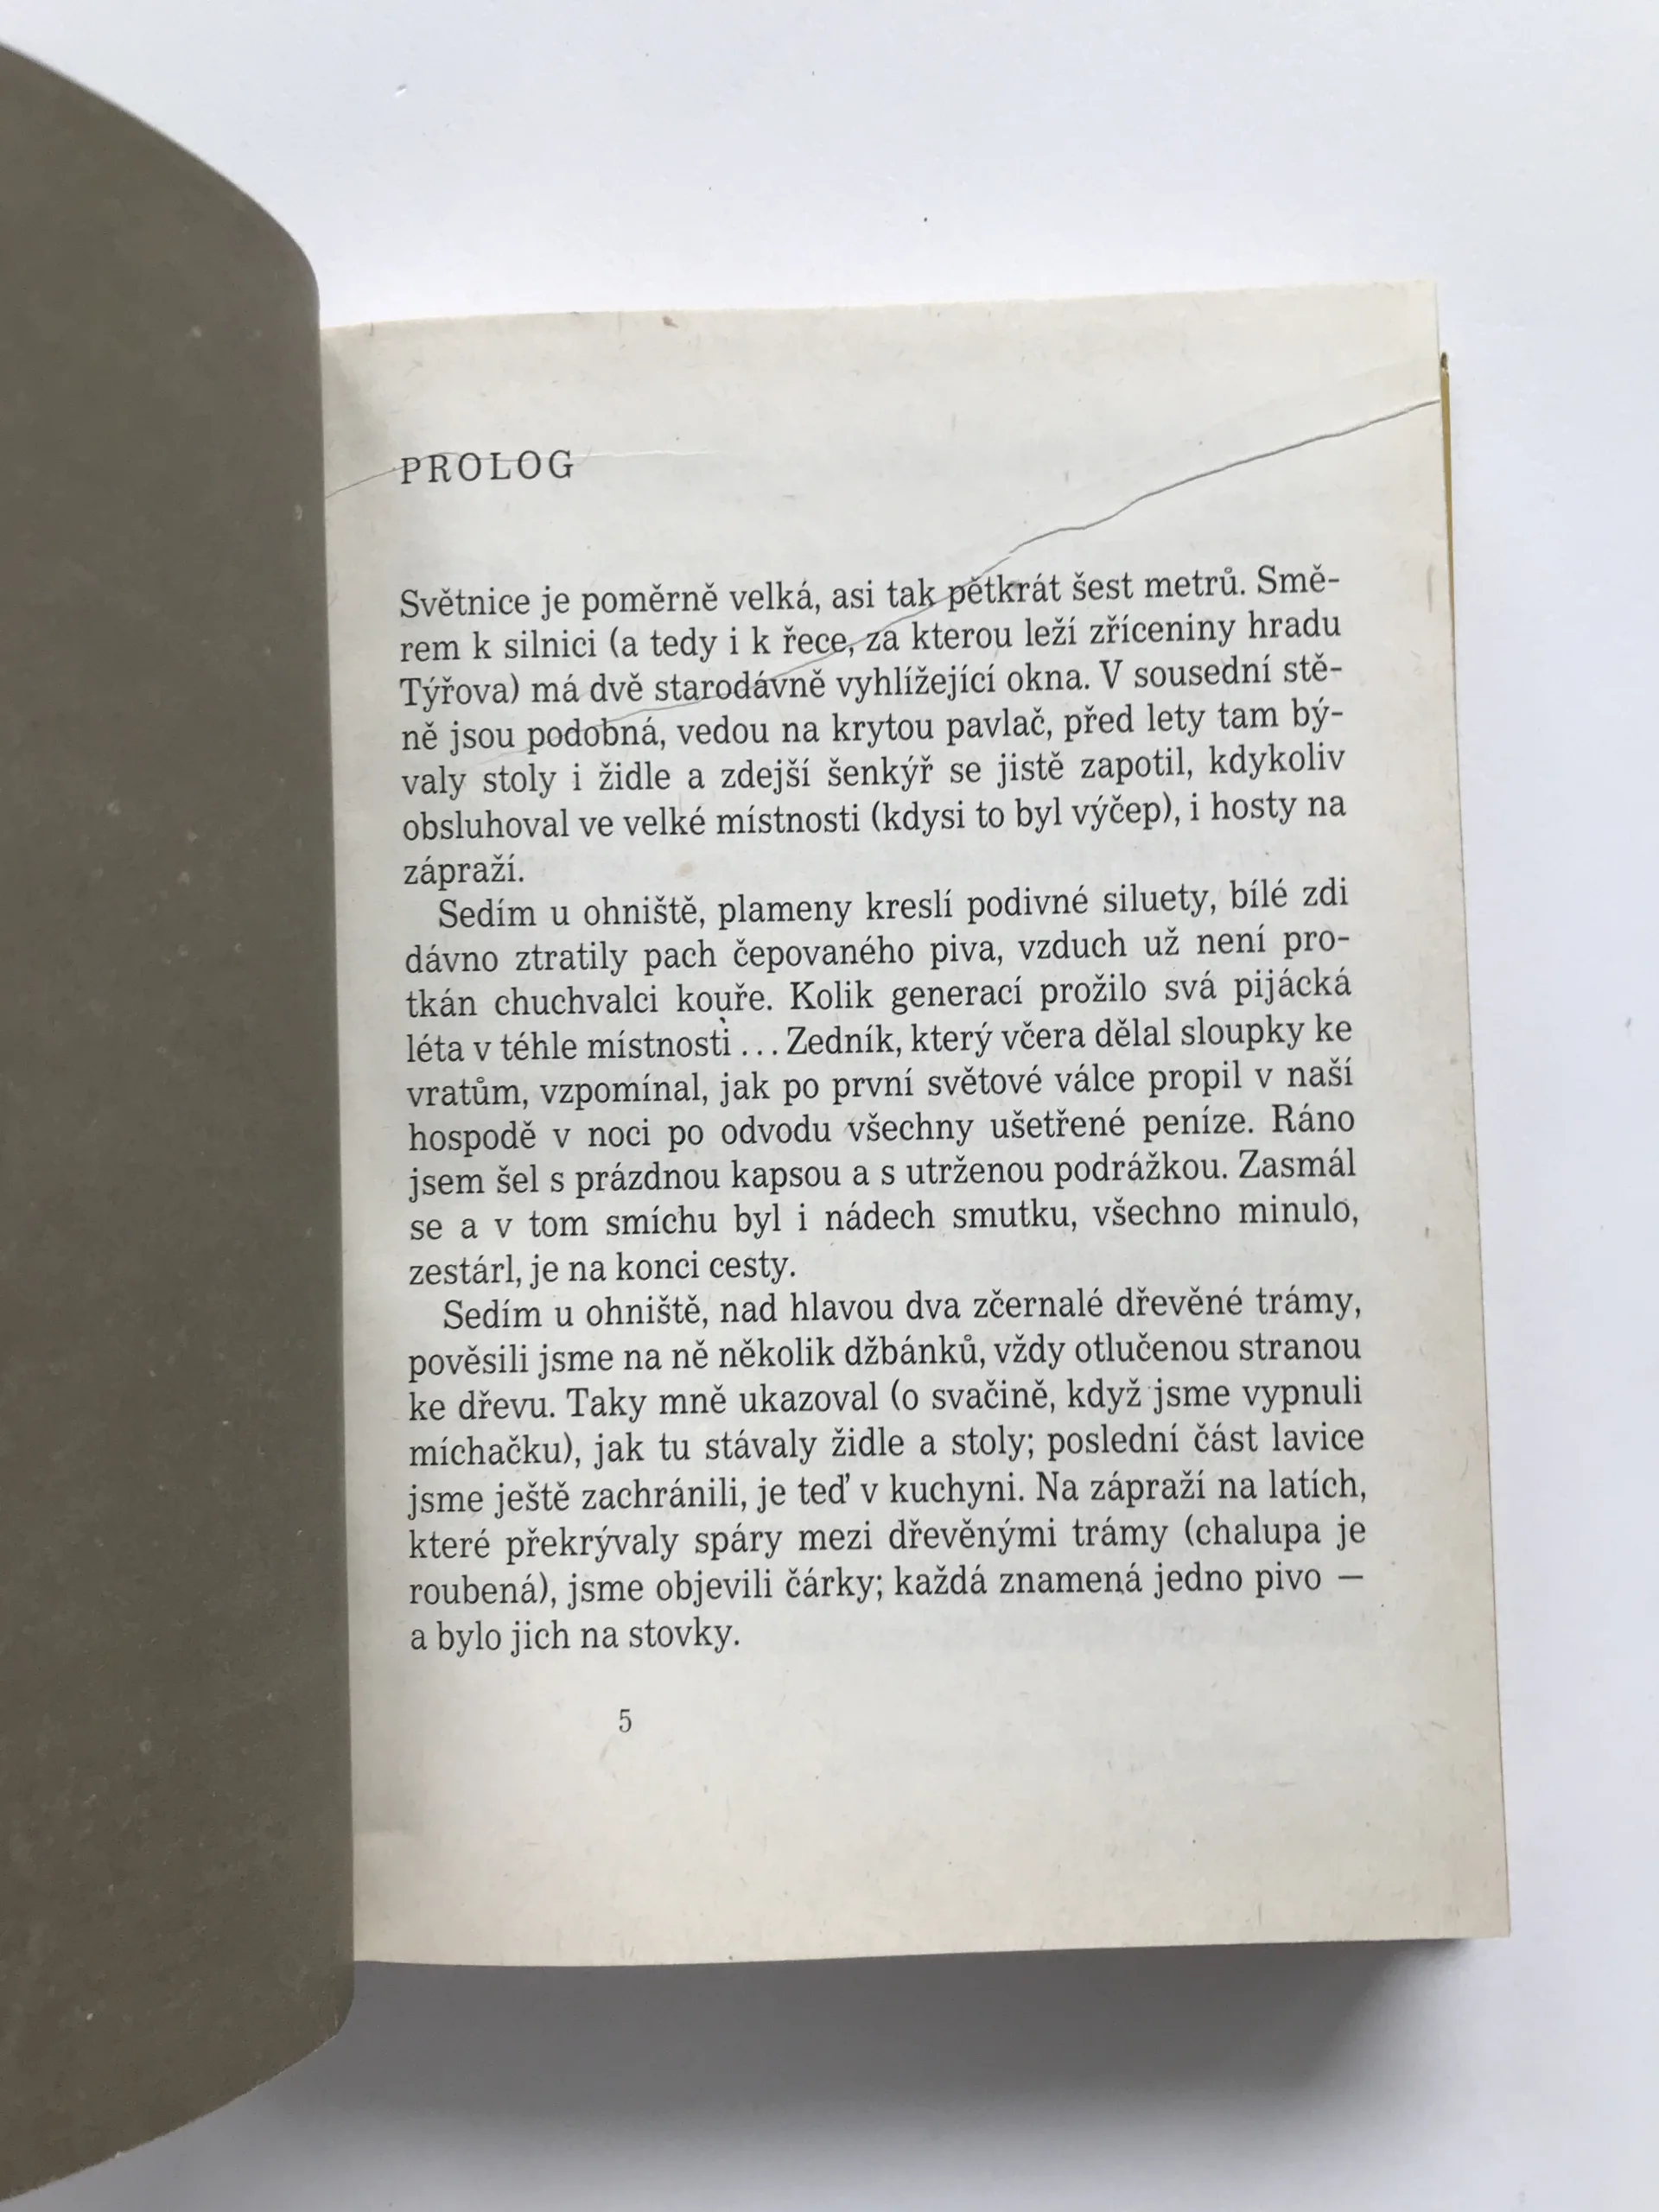 PROLOG
Světnice je poměrně velká, asi tak pětkrát šest metrů. Smě-
rem k silnici (a tedy i k řece, za kterou leží zříceniny hradu
Týřova) má dvě starodávně vyhlížející okna. V sousední stě-
ně jsou podobná, vedou na krytou pavlač, před lety tam bý-
valy stoly i židle a zdejší šenkýř se jistě zapotil, kdykoliv
obsluhoval ve velké místnosti (kdysi to byl výčep), i hosty na
zápraží.
Sedím u ohniště, plameny kreslí podivné siluety, bílé zdi
dávno ztratily pach čepovaného piva, vzduch už není pro-
tkán chuchvalci kouře. Kolik generací prožilo svá pijácká
léta v téhle místnosti ... Zedník, který včera dělal sloupky ke
vratům, vzpomínal, jak po první světové válce propil v naší
hospodě v noci po odvodu všechny ušetřené peníze. Ráno
jsem šel s prázdnou kapsou a s utrženou podrážkou. Zasmál
se a v tom smíchu byl i nádech smutku, všechno minulo,
zestárl, je na konci cesty.
Sedím u ohniště, nad hlavou dva zčernalé dřevěné trámy,
pověsili jsme na ně několik džbánků, vždy otlučenou stranou
ke dřevu. Taky mně ukazoval (o svačině, když jsme vypnuli
míchačku), jak tu stávaly židle a stoly; poslední část lavice
jsme ještě zachránili, je teď v kuchyni. Na zápraží na latích,
které překrývaly spáry mezi dřevěnými trámy (chalupa je
roubená), jsme objevili čárky; každá znamená jedno pivo —
a bylo jich na stovky.
5